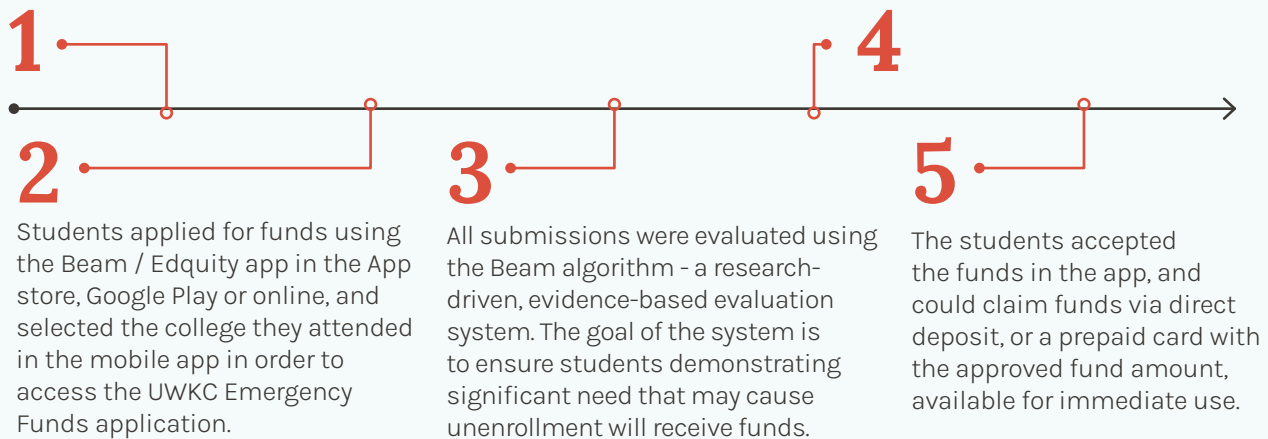 1
4
2
Students applied for funds using
the Beam / Edquity app in the App
store, Google Play or online, and
selected the college they attended
in the mobile app in order to
access the UWKC Emergency
Funds application.
3
All submissions were evaluated using
the Beam algorithm - a research-
driven, evidence-based evaluation
system. The goal of the system is
to ensure students demonstrating
significant need that may cause
unenrollment will receive funds.
5
The students accepted
the funds in the app, and
could claim funds via direct
deposit, or a prepaid card with
the approved fund amount,
available for immediate use.